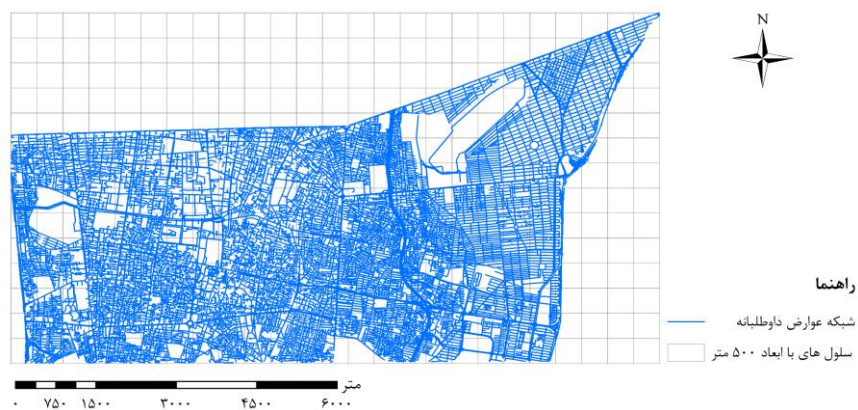 N
راهنما
شبکه عوارض داوطلبانه
سلول های با ابعاد ۵۰۰ متر
متر
۰ ۷۵۰ ۱۵۰۰ ۳۰۰۰ ۴۵۰۰ ۶۰۰۰